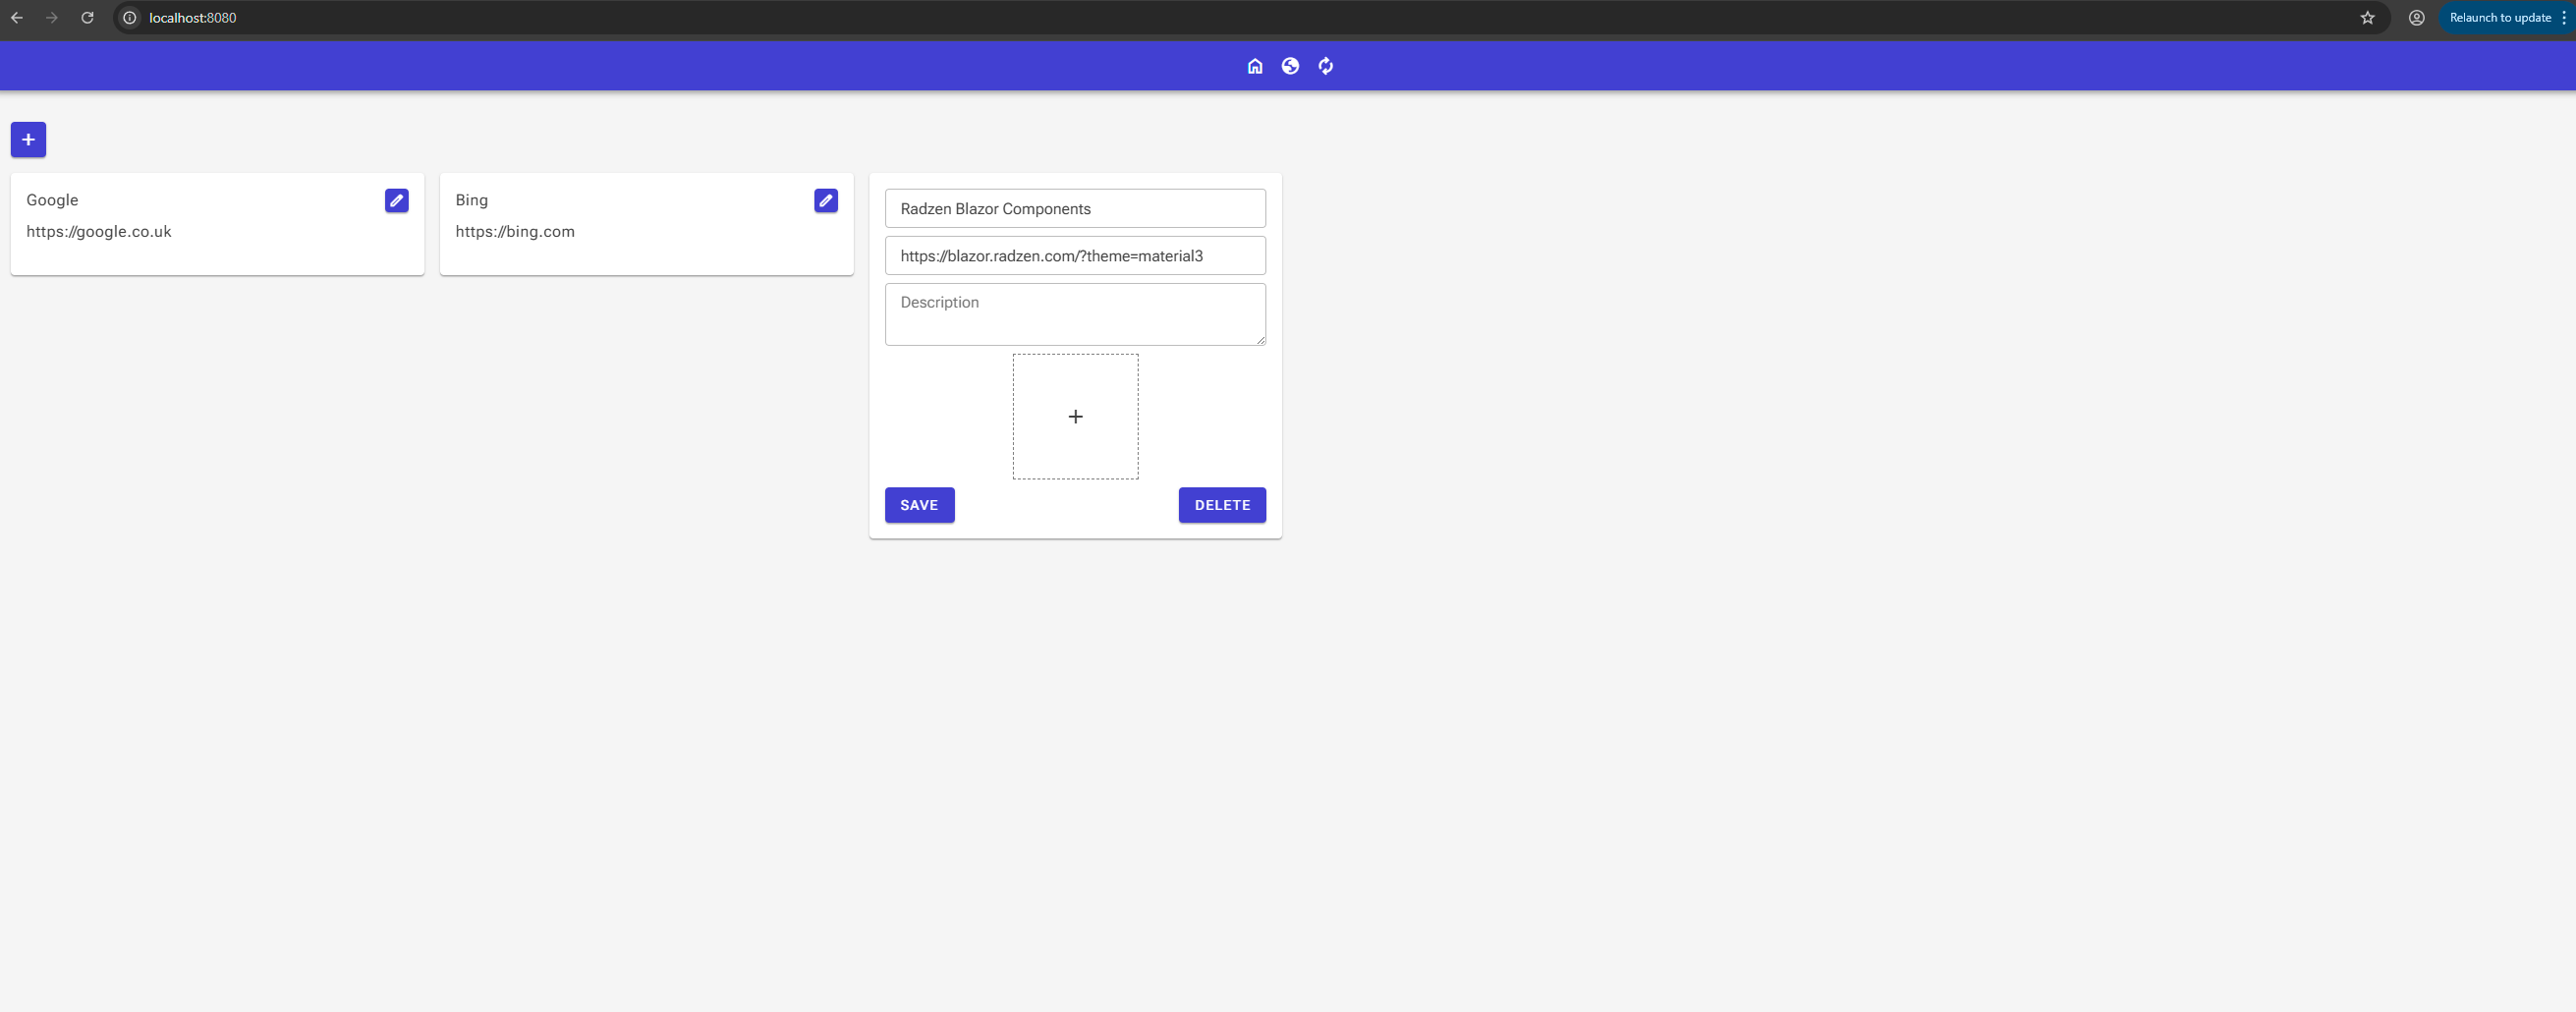 localhost:8080
Relaunch to update
Google
https://google.co.uk
Bing
https://bing.com
Radzen Blazor Components
https://blazor.radzen.com/?theme=material3
Description
SAVE
DELETE